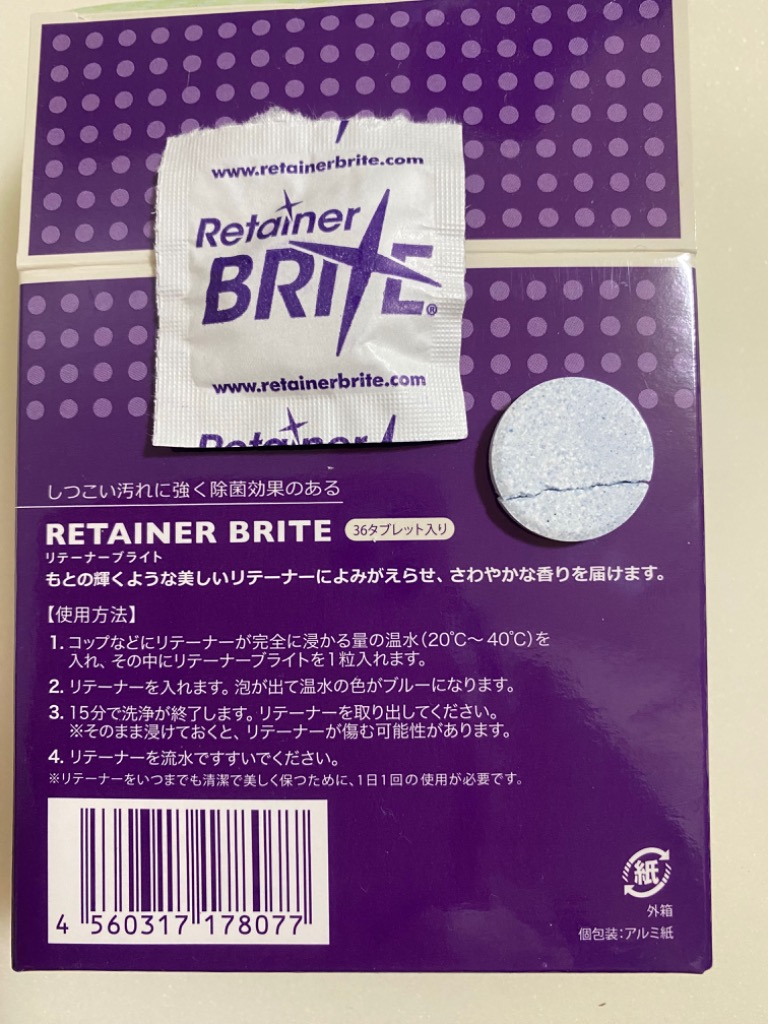 www.retainerbrite.com
Retainer
BRITE®
www.retainerbrite.com
Retainer
しつこい汚れに強く除菌効果のある
RETAINER BRITE 36タブレット入り
リテーナーブライト
もとの輝くような美しいリテーナーによみがえらせ、さわやかな香りを届けます。
【使用方法】
1. コップなどにリテーナーが完全に浸かる量の温水(20℃～40℃)を
入れ、その中にリテーナーブライトを1粒入れます。
2. リテーナーを入れます。泡が出て温水の色がブルーになります。
3. 15分で洗浄が終了します。リテーナーを取り出してください。
※そのまま浸けておくと、リテーナーが傷む可能性があります。
4. リテーナーを流水ですすいでください。
※リテーナーをいつまでも清潔で美しく保つために、1日1回の使用が必要です。
4 560317 178077
紙
外箱
個包装:アルミ紙